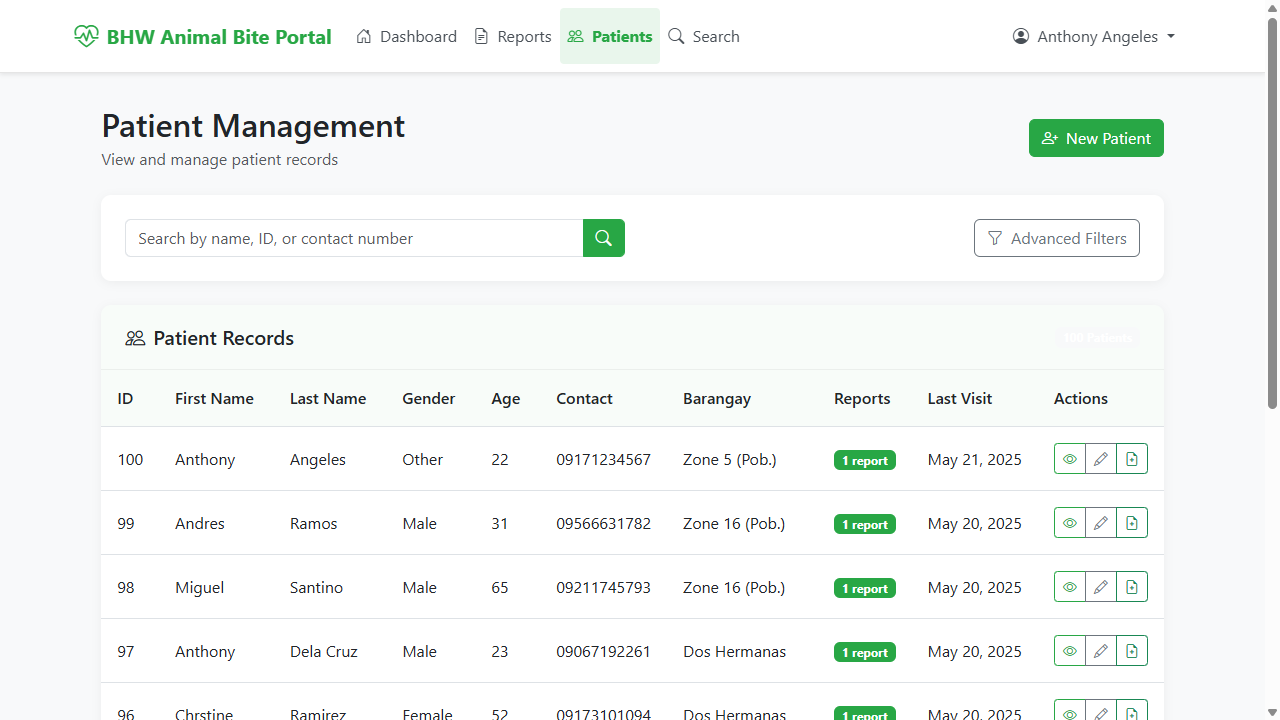 BHW Animal Bite Portal Dashboard Reports Patients Search Anthony Angeles
Patient Management
View and manage patient records
New Patient
Search by name, ID, or contact number
Advanced Filters
Patient Records
100 Patients
ID First Name Last Name Gender Age Contact Barangay Reports Last Visit Actions
100 Anthony Angeles Other 22 09171234567 Zone 5 (Pob.) 1 report May 21, 2025
99 Andres Ramos Male 31 09566631782 Zone 16 (Pob.) 1 report May 20, 2025
98 Miguel Santino Male 65 09211745793 Zone 16 (Pob.) 1 report May 20, 2025
97 Anthony Dela Cruz Male 23 09067192261 Dos Hermanas 1 report May 20, 2025
96 Chrstine Ramirez Female 52 09173101094 Dos Hermanas 1 report May 20, 2025